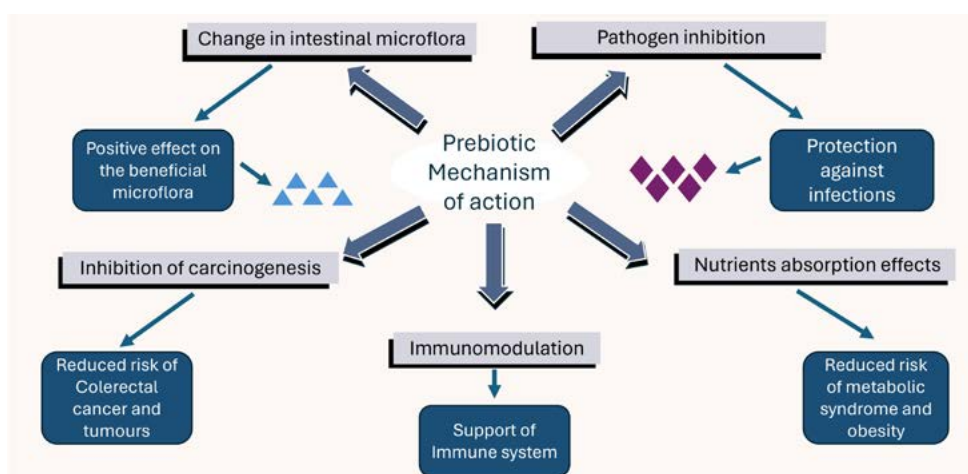 Change in intestinal microflora
Pathogen inhibition
Positive effect on
the beneficial
microflora
Prebiotic
Mechanism
of action
Protection
against
infections
Inhibition of carcinogenesis
Nutrients absorption effects
Immunomodulation
Reduced risk of
Colerectal
cancer and
tumours
Support of
Immune system
Reduced risk
of metabolic
syndrome and
obesity